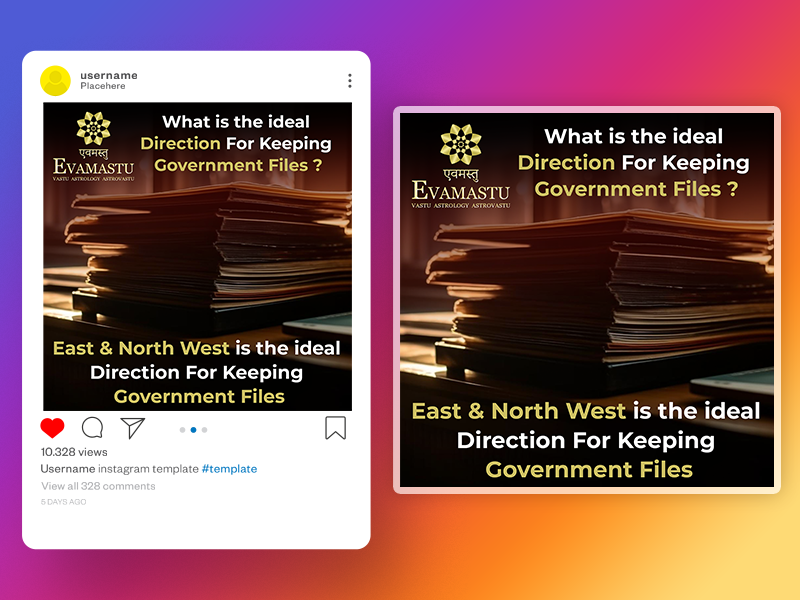 username
Placehere
एवमस्तु
EVAMASTU
VASTU ASTROLOGY ASTROVASTU
What is the ideal
Direction For Keeping
Government Files ?
East & North West is the ideal
Direction For Keeping
Government Files
10.328 views
Username instagram template #template
View all 328 comments
5 DAYS AGO
एवमस्तु
EVAMASTU
VASTU ASTROLOGY ASTROVASTU
What is the ideal
Direction For Keeping
Government Files ?
East & North West is the ideal
Direction For Keeping
Government Files